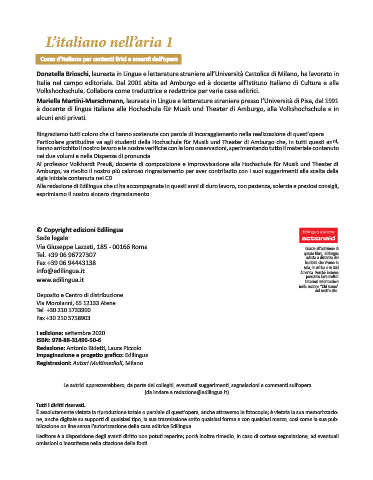 L'italiano nell'aria 1
Corso d'italiano per cantanti lirici e amanti dell'opera
Donatella Brioschi, laureata in Lingue e letterature straniere all'Università Cattolica di Milano, ha lavorato in
Italia nel campo editoriale. Dal 2001 abita ad Amburgo ed è docente all'Istituto Italiano di Cultura e alla
Volkshochschule. Collabora come traduttrice e redattrice per varie case editrici.
Mariella Martini-Merschmann, laureata in Lingue e letterature straniere presso l'Università di Pisa, dal 1991
è docente di lingua italiana alla Hochschule für Musik und Theater di Amburgo, alla Volkshochschule e in
alcuni enti privati.
Ringraziamo tutti coloro che ci hanno sostenute con parole di incoraggiamento nella realizzazione di quest'opera
Particolare gratitudine va agli studenti della Hochschule für Musik und Theater di Amburgo che, in tutti questi anni,
hanno arricchito il nostro lavoro e le nostre verifiche con le loro osservazioni, sperimentando tutto il materiale contenuto
nei due volumi e nella Dispensa di pronuncia
Al professor Volkhardt Preuß, docente di composizione e improvvisazione alla Hochschule für Musik und Theater di
Amburgo, va rivolto il nostro più caloroso ringraziamento per aver contribuito con i suoi suggerimenti alla scelta della
sigla iniziale contenuta nel CD
Alla redazione di Edilingua che ci ha accompagnate in questi anni di duro lavoro, con pazienza, solerzia e preziosi consigli,
esprimiamo il nostro sincero ringraziamento
© Copyright edizioni Edilingua
Sede legale
Via Giuseppe Lazzati, 185 - 00166 Roma
Tel. +39 06 96727307
Fax +39 06 94443138
info@edilingua.it
www.edilingua.it
Deposito e Centro di distribuzione
Via Moroianni, 65 12133 Atene
Tel +30 210 5733900
Fax +30 210 5758903
I edizione: settembre 2020
ISBN: 978-88-31496-50-6
Redazione: Antonio Bidetti, Laura Piccolo
Impaginazione e progetto grafico: Edilingua
Registrazioni: Autori Multimediali, Milano
Edilingua sostiene
actionaid
Le autrici apprezzerebbero, da parte dei colleghi, eventuali suggerimenti, segnalazioni e commenti sull'opera
(da inviare a redazione@edilingua.it)
Tutti i diritti riservati.
È assolutamente vietata la riproduzione totale o parziale di quest'opera, anche attraverso le fotocopie; è vietata la sua memorizzazio-
ne, anche digitale su supporti di qualsiasi tipo, la sua trasmissione sotto qualsiasi forma e con qualsiasi mezzo, così come la sua pub-
blicazione on line senza l'autorizzazione della casa editrice Edilingua
L'editore è a disposizione degli aventi diritto non potuti reperire; porrà inoltre rimedio, in caso di cortese segnalazione, ad eventuali
omissioni o inesattezze nella citazione delle fonti